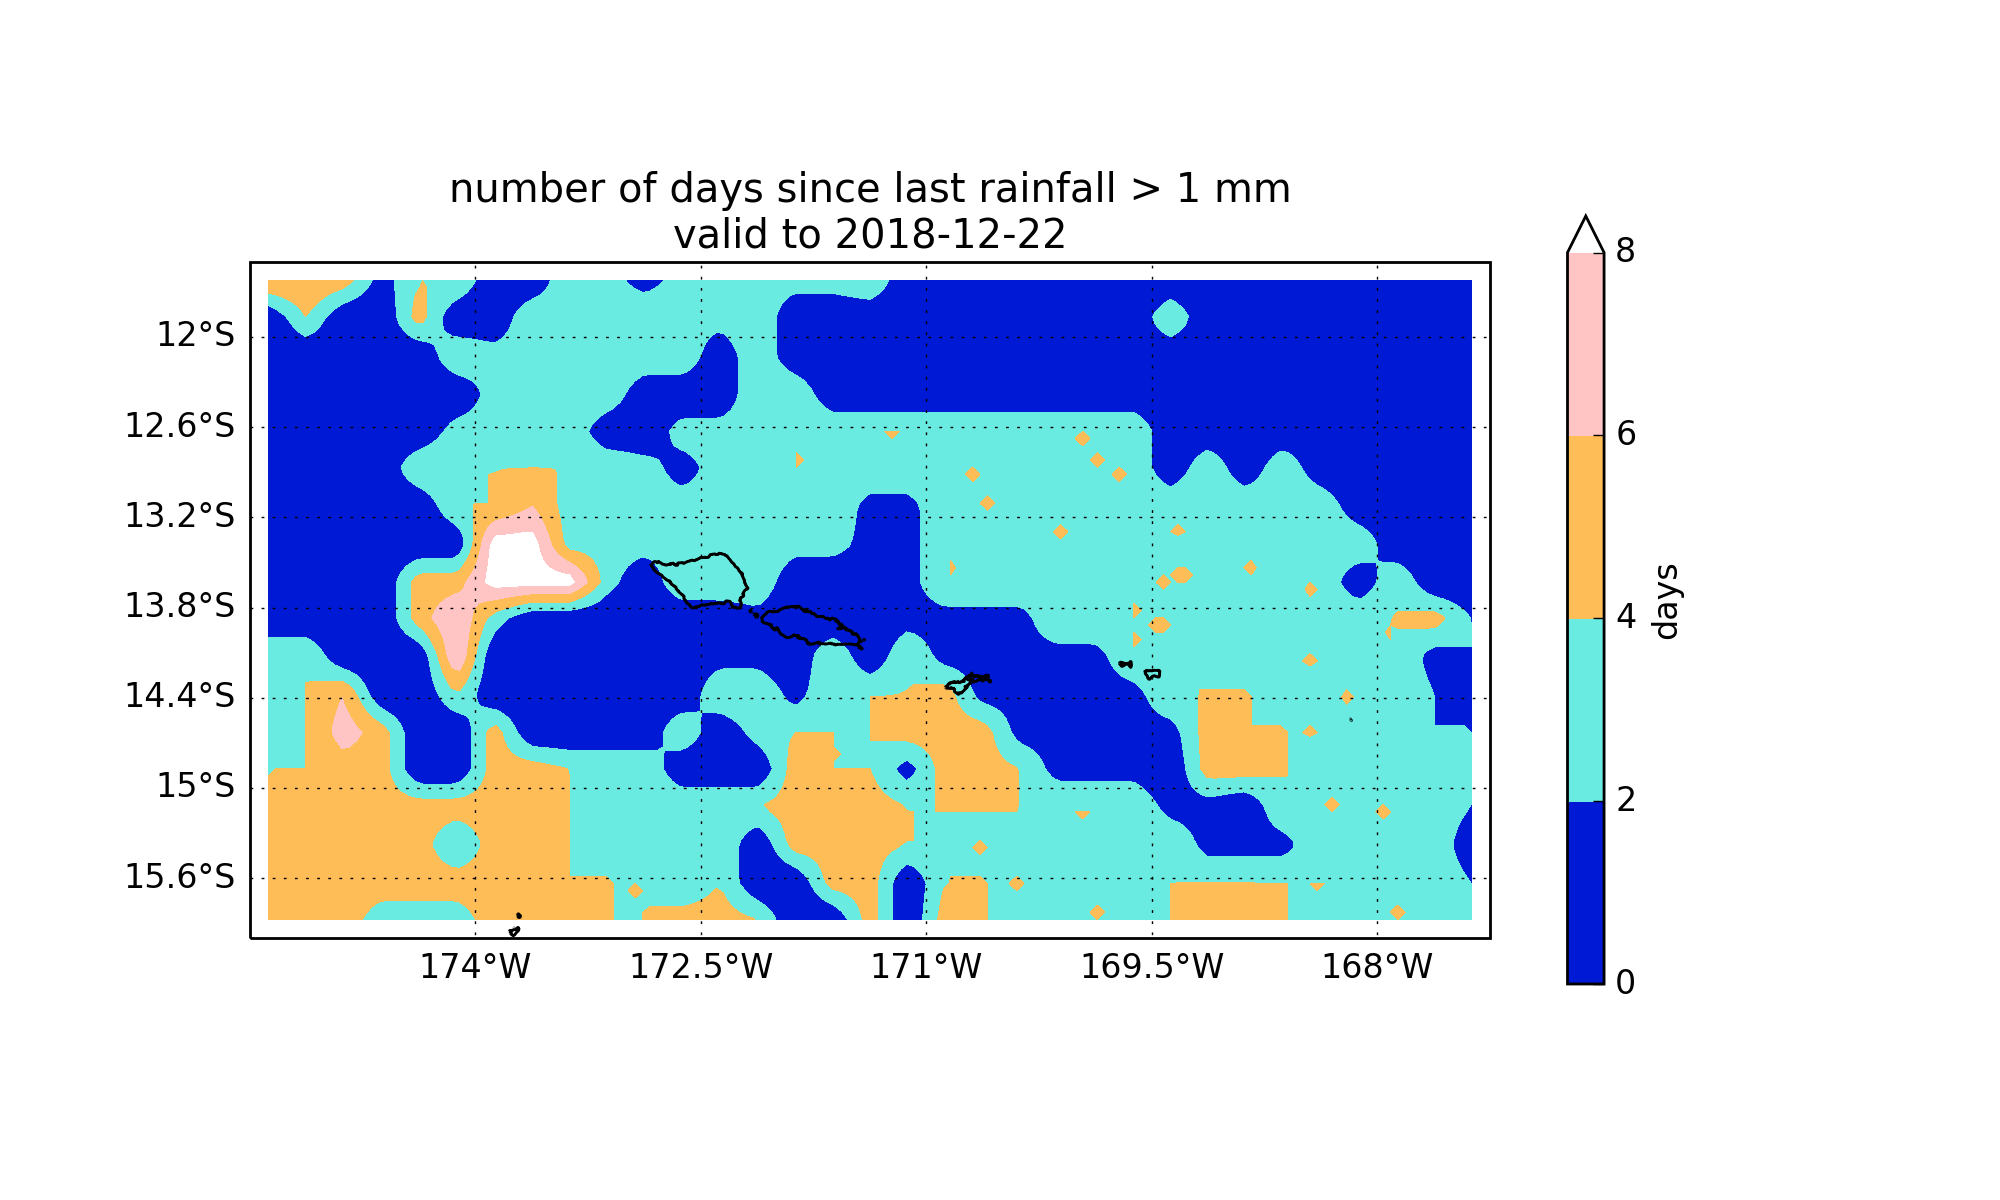 number of days since last rainfall > 1 mm
valid to 2018-12-22
12°S
12.6°S
13.2°S
13.8°S
14.4°S
15°S
15.6°S
174°W 172.5°W 171°W 169.5°W 168°W
8
6
4
2
0
days